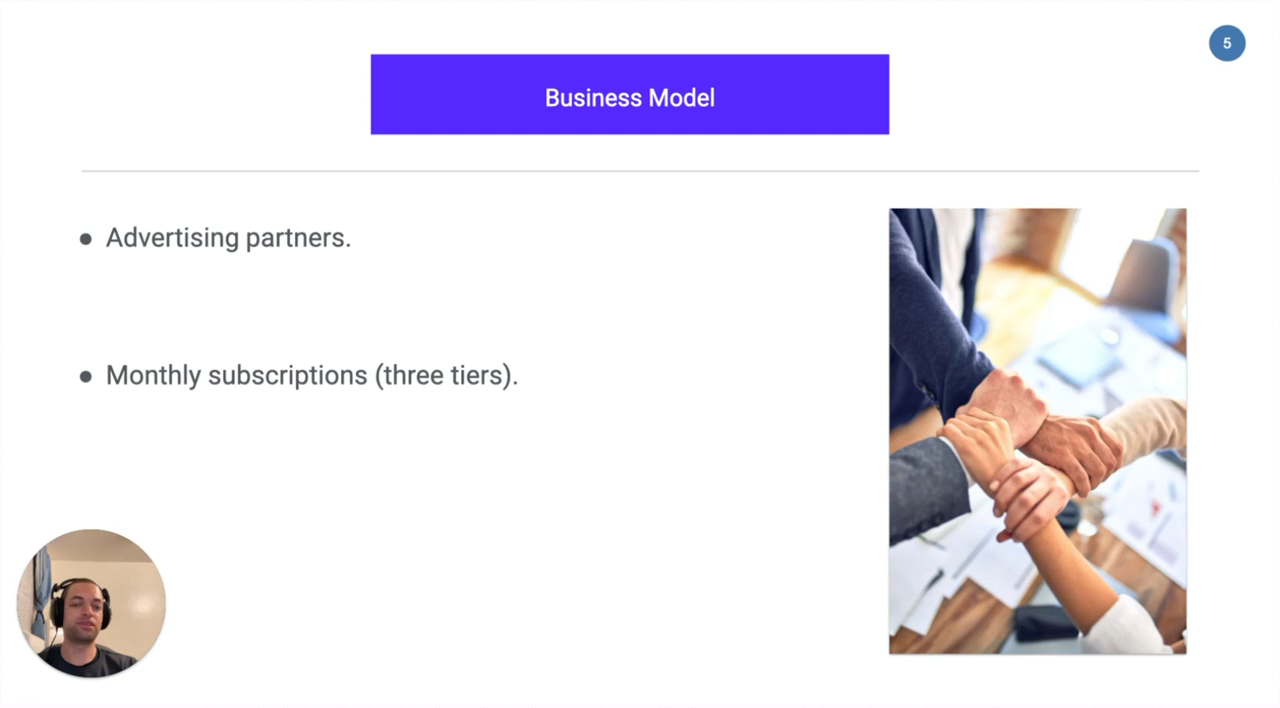 5
Business Model
● Advertising partners.
● Monthly subscriptions (three tiers).